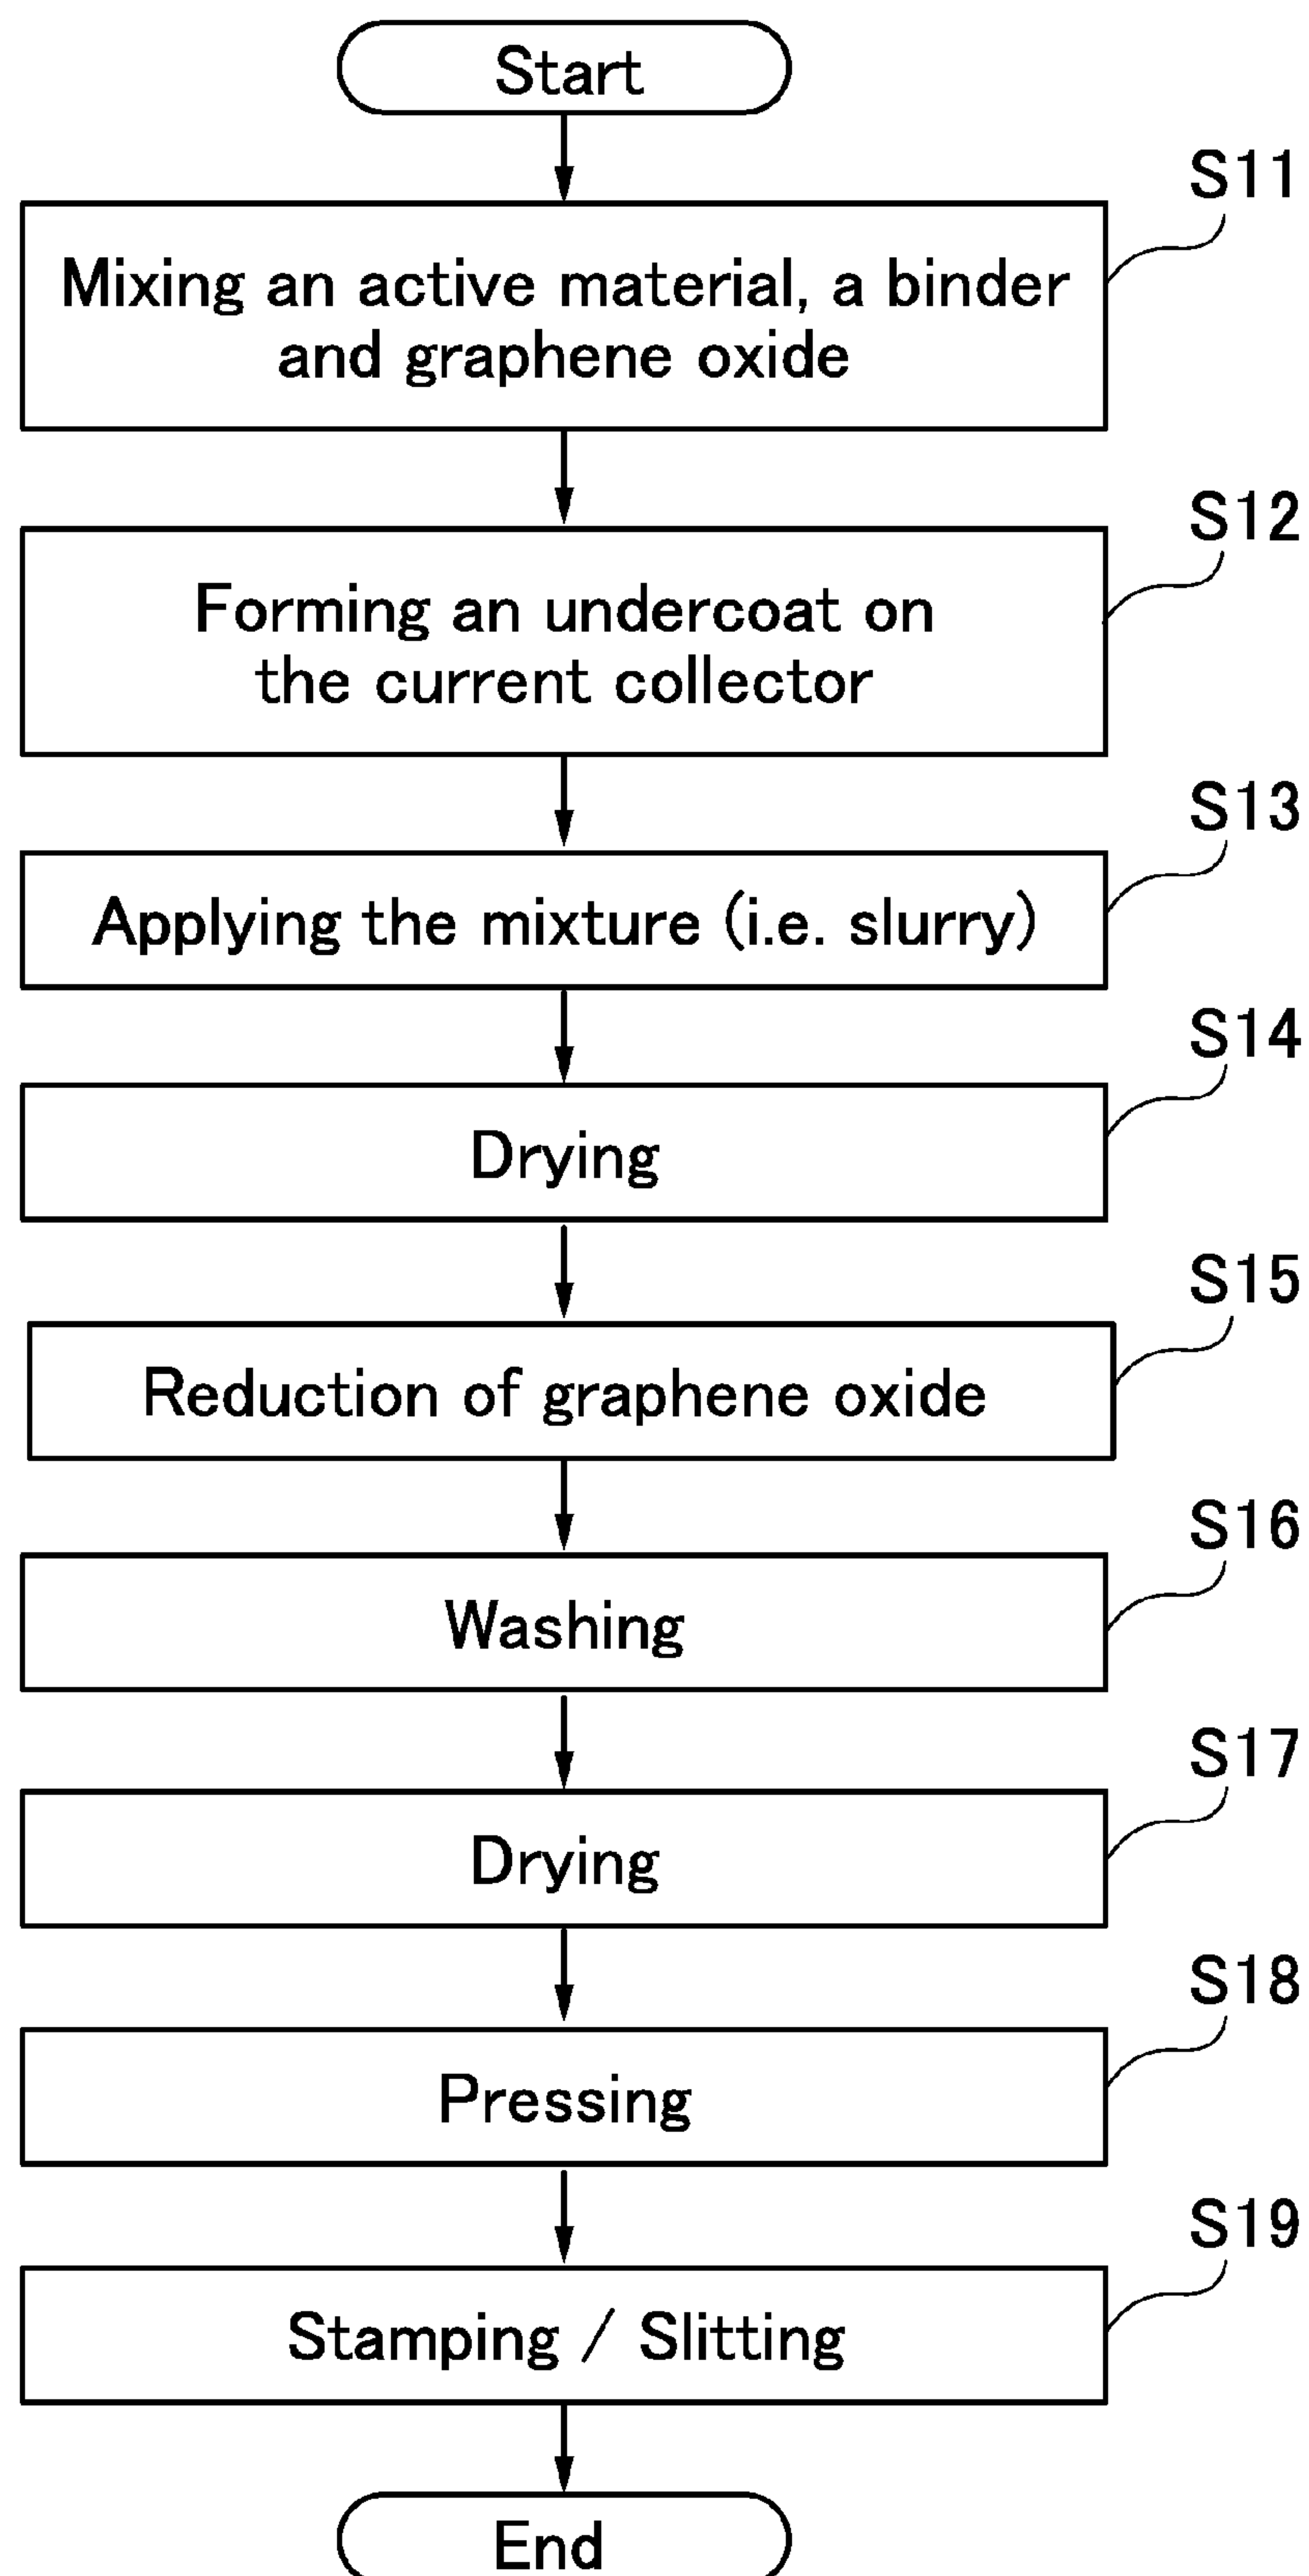 Start
S11
Mixing an active material, a binder
and graphene oxide
S12
Forming an undercoat on
the current collector
S13
Applying the mixture (i.e. slurry)
S14
Drying
S15
Reduction of graphene oxide
S16
Washing
S17
Drying
S18
Pressing
S19
Stamping / Slitting
End